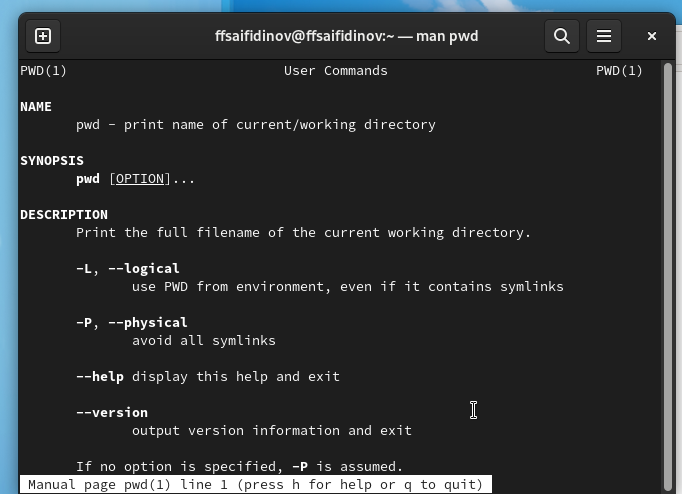 ffsaifidinov@ffsaifidinov:~ — man pwd
PWD(1) User Commands PWD(1)
NAME
pwd - print name of current/working directory
SYNOPSIS
pwd [OPTION]...
DESCRIPTION
Print the full filename of the current working directory.
-L, --logical
use PWD from environment, even if it contains symlinks
-P, --physical
avoid all symlinks
--help display this help and exit
--version
output version information and exit
If no option is specified, -P is assumed.
Manual page pwd(1) line 1 (press h for help or q to quit)